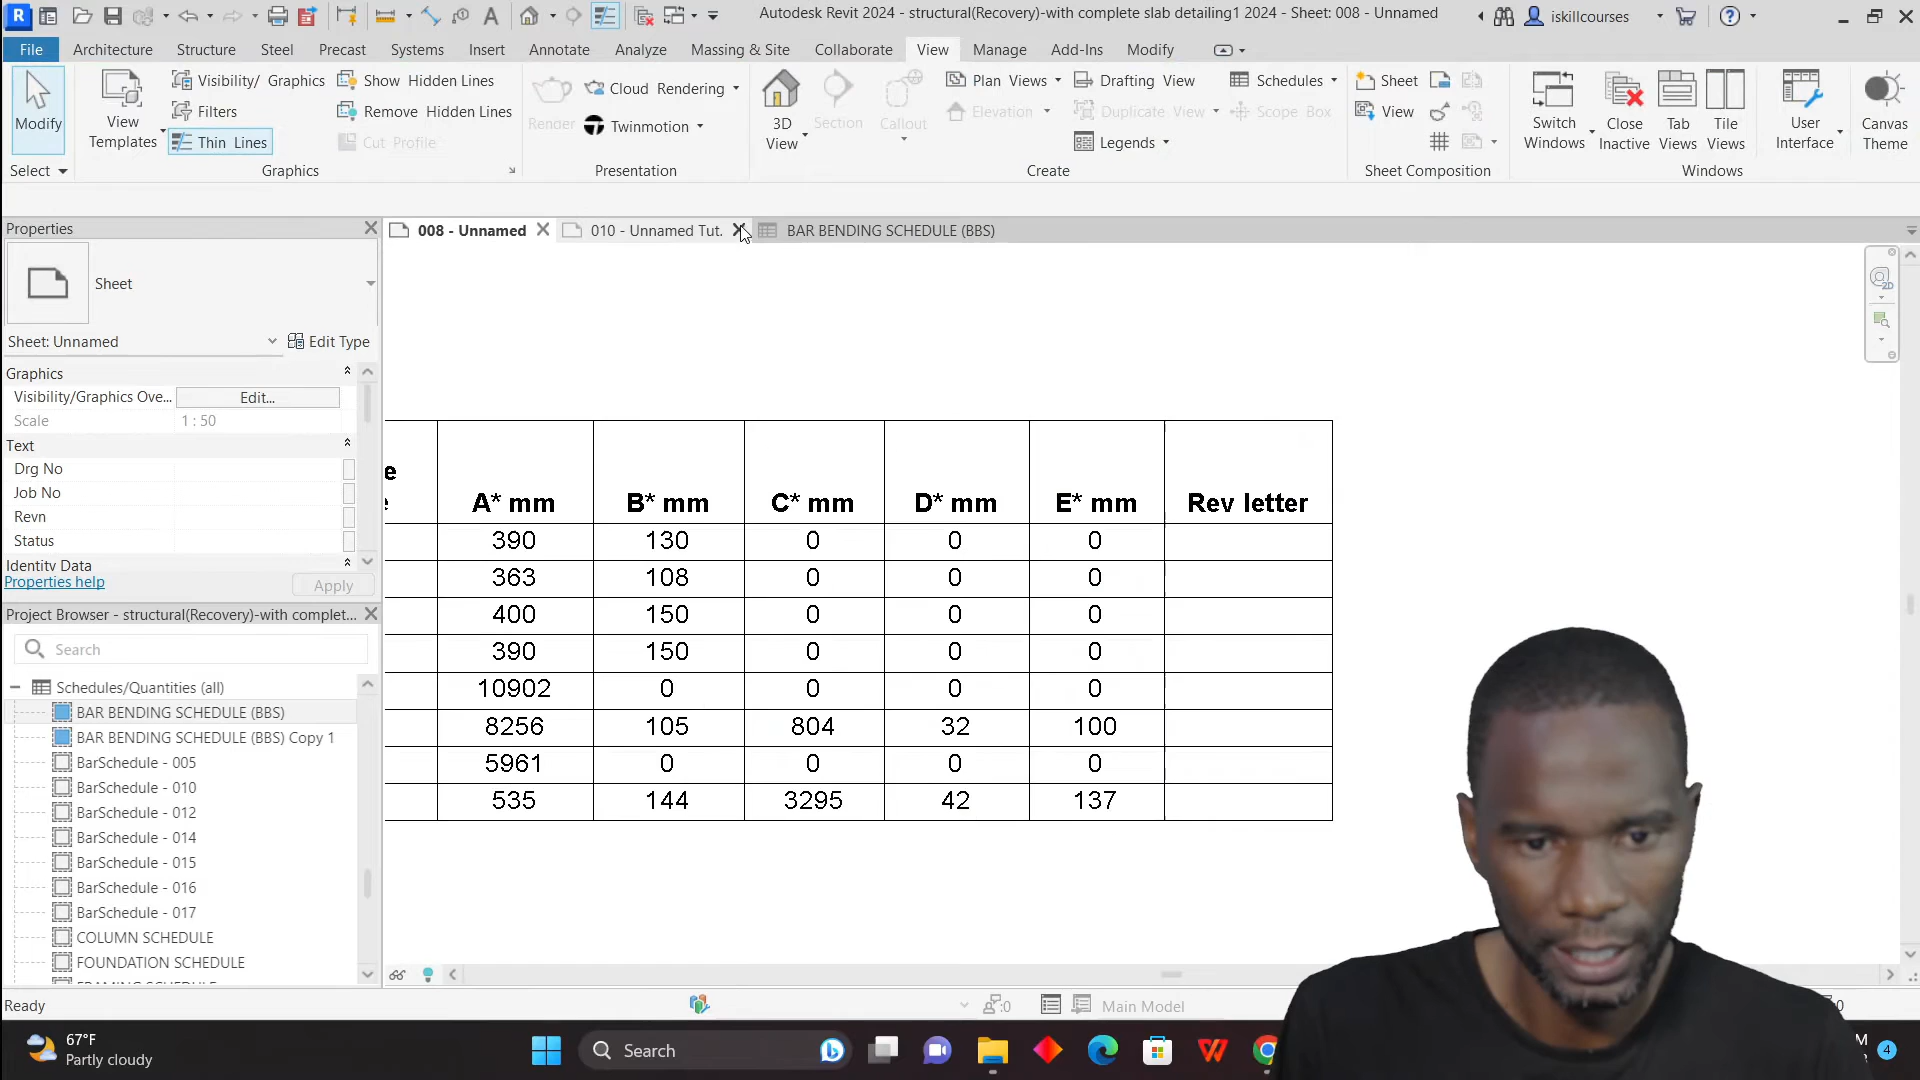 Autodesk Revit 2024 - structural(Recovery)-with complete slab detailing1 2024 - Sheet: 008 - Unnamed
iskillcourses
File Architecture Structure Steel Precast Systems Insert Annotate Analyze Massing & Site Collaborate View Manage Add-Ins Modify
Modify
View Templates
Visibility/ Graphics
Filters
Thin Lines
Show Hidden Lines
Remove Hidden Lines
Cut Profile
Render
Cloud Rendering
Twinmotion
3D View
Section
Callout
Plan Views
Elevation
Drafting View
Duplicate View
Legends
Schedules
Scope Box
Sheet
View
Switch Windows
Close Inactive
Tab Views
Tile Views
User Interface
Canvas Theme
Select Graphics Presentation Create Sheet Composition Windows
Properties
008 - Unnamed
010 - Unnamed Tut.
BAR BENDING SCHEDULE (BBS)
Sheet
Sheet: Unnamed
Edit Type
Graphics
Visibility/Graphics Ove... Edit...
Scale 1 : 50
Text
Drg No
Job No
Revn
Status
Identity Data
Properties help
Apply
Project Browser - structural(Recovery)-with complet...
Search
Schedules/Quantities (all)
BAR BENDING SCHEDULE (BBS)
BAR BENDING SCHEDULE (BBS) Copy 1
BarSchedule - 005
BarSchedule - 010
BarSchedule - 012
BarSchedule - 014
BarSchedule - 015
BarSchedule - 016
BarSchedule - 017
COLUMN SCHEDULE
FOUNDATION SCHEDULE
A* mm B* mm C* mm D* mm E* mm Rev letter
390 130 0 0 0
363 108 0 0 0
400 150 0 0 0
390 150 0 0 0
10902 0 0 0 0
8256 105 804 32 100
5961 0 0 0 0
535 144 3295 42 137
Ready
:0
Main Model
67°F
Partly cloudy
Search
4